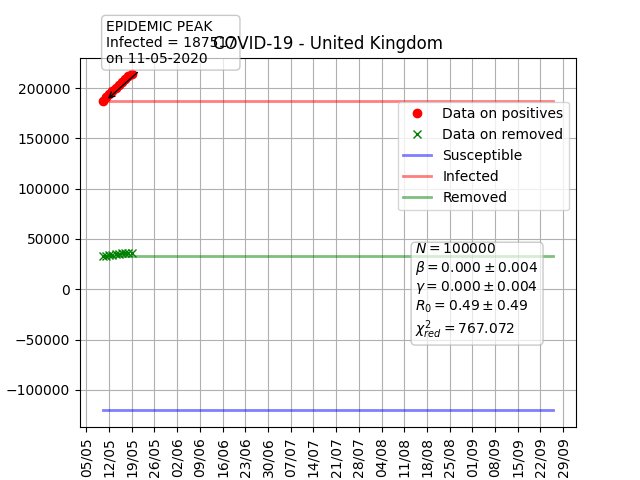 EPIDEMIC PEAK
Infected = 187517
on 11-05-2020
COVID-19 - United Kingdom
200000
150000
100000
50000
0
−50000
−100000
Data on positives
Data on removed
Susceptible
Infected
Removed
N = 100000
β = 0.000 ± 0.004
γ = 0.000 ± 0.004
R₀ = 0.49 ± 0.49
χ²red = 767.072
05/05
12/05
19/05
26/05
02/06
09/06
16/06
23/06
30/06
07/07
14/07
21/07
28/07
04/08
11/08
18/08
25/08
01/09
08/09
15/09
22/09
29/09